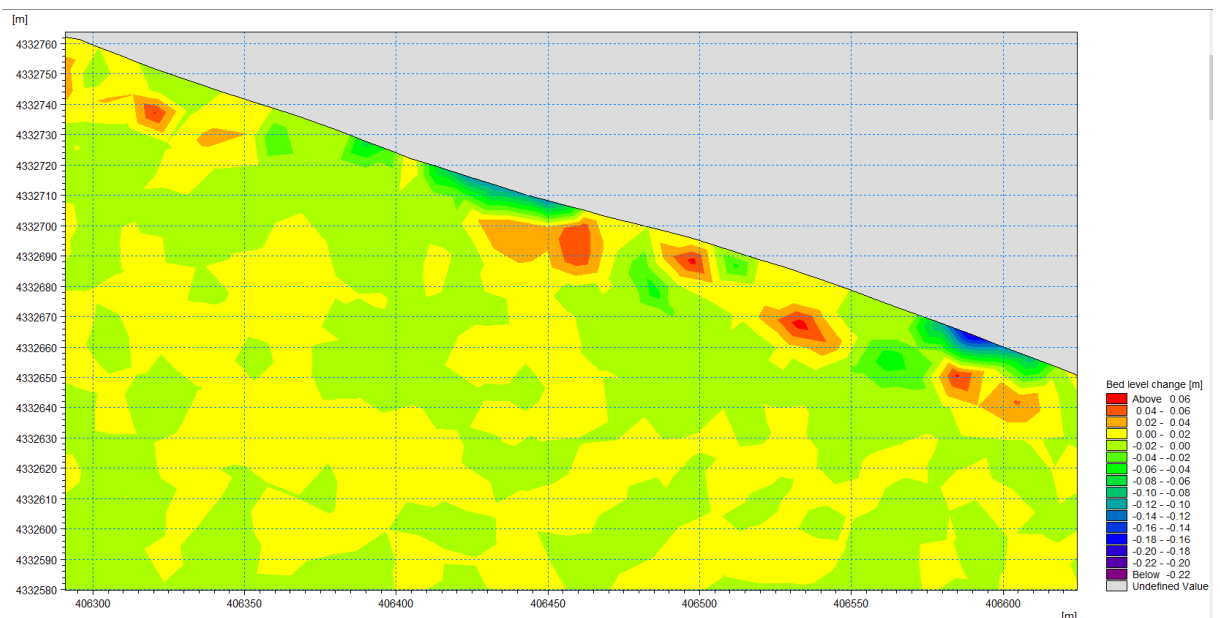 [m]
4332760
4332750
4332740
4332730
4332720
4332710
4332700
4332690
4332680
4332670
4332660
4332650
4332640
4332630
4332620
4332610
4332600
4332590
4332580
406300 406350 406400 406450 406500 406550 406600
[m]
Bed level change [m]
Above 0.06
0.04 - 0.06
0.02 - 0.04
0.00 - 0.02
-0.02 - 0.00
-0.04 - -0.02
-0.06 - -0.04
-0.08 - -0.06
-0.10 - -0.08
-0.12 - -0.10
-0.14 - -0.12
-0.16 - -0.14
-0.18 - -0.16
-0.20 - -0.18
-0.22 - -0.20
Below -0.22
Undefined Value